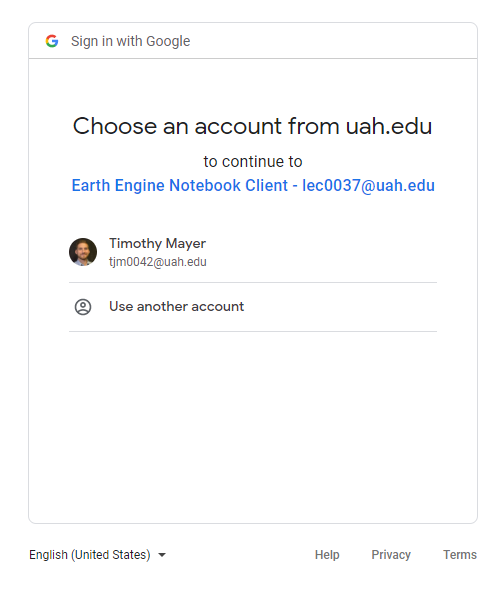 Sign in with Google
Choose an account from uah.edu
to continue to
Earth Engine Notebook Client - lec0037@uah.edu
Timothy Mayer
tjm0042@uah.edu
Use another account
English (United States)
Help Privacy Terms